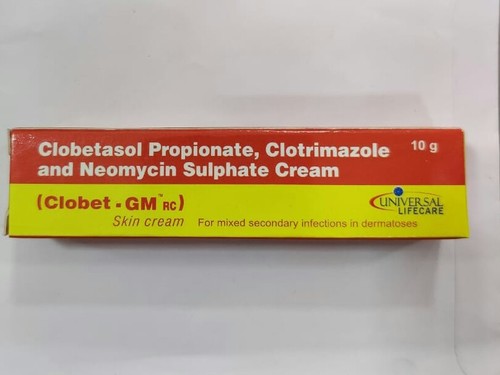 Clobetasol Propionate, Clotrimazole
and Neomycin Sulphate Cream
10 g
(Clobet - GM™ RC)
Skin cream
For mixed secondary infections in dermatoses
UNIVERSAL
LIFECARE